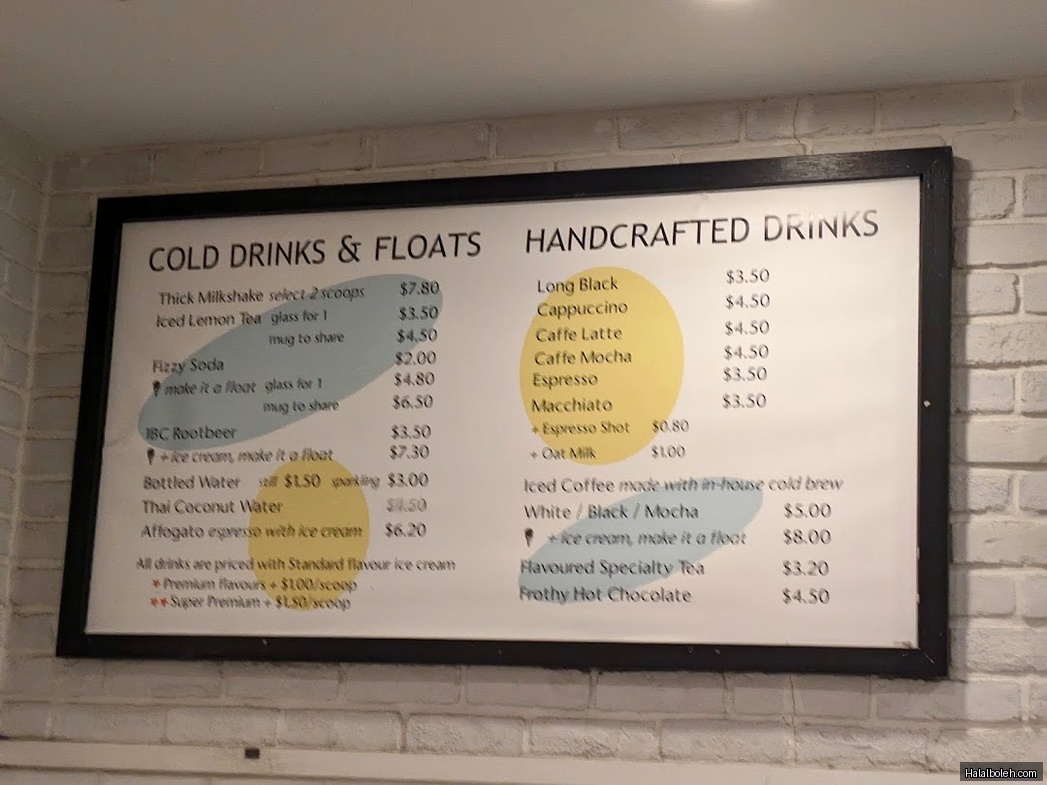 COLD DRINKS & FLOATS
Thick Milkshake select 2 scoops $7.80
Iced Lemon Tea glass for 1 $3.50
mug to share $4.50
Fizzy Soda $2.00
make it a float glass for 1 $4.80
mug to share $6.50
IBC Rootbeer $3.50
+ ice cream, make it a float $7.30
Bottled Water still $1.50 sparkling $3.00
Thai Coconut Water $4.50
Affogato espresso with ice cream $6.20
All drinks are priced with Standard flavour ice cream
* Premium flavours + $1.00/scoop
** Super Premium + $1.50/scoop
HANDCRAFTED DRINKS
Long Black $3.50
Cappuccino $4.50
Caffe Latte $4.50
Caffe Mocha $4.50
Espresso $3.50
Macchiato $3.50
+ Espresso Shot $0.80
+ Oat Milk $1.00
Iced Coffee made with in-house cold brew
White / Black / Mocha $5.00
+ ice cream, make it a float $8.00
Flavoured Specialty Tea $3.20
Frothy Hot Chocolate $4.50
Halalboleh.com